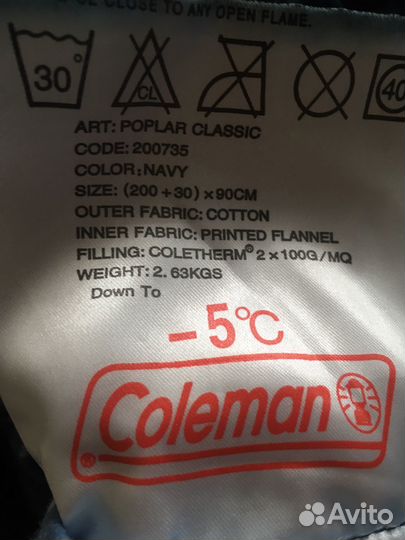 CLOSE TO ANY OPEN FLAME.
30°
CL
40
ART: POPLAR CLASSIC
CODE: 200735
COLOR: NAVY
SIZE: (200+30)×90CM
OUTER FABRIC: COTTON
INNER FABRIC: PRINTED FLANNEL
FILLING: COLETHERM® 2×100G/MQ
WEIGHT: 2.63KGS
Down To
-5°C
Coleman
®
Avito